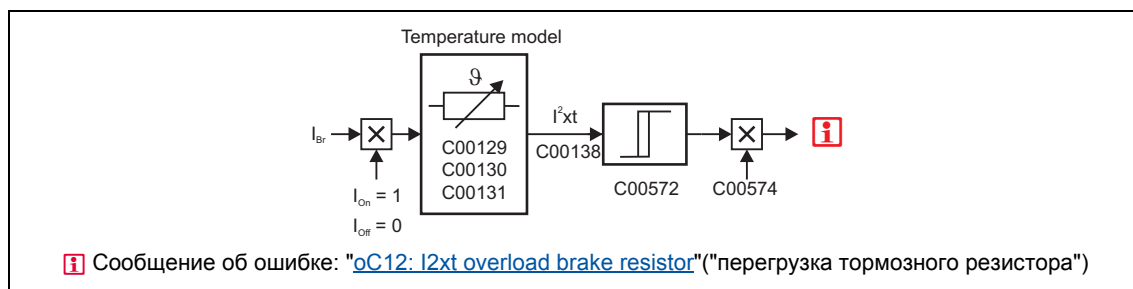 Temperature model
ϑ
I²xt
I_Br
C00129
C00138
C00130
C00131
C00572
C00574
I_On = 1
I_Off = 0
Сообщение об ошибке: "oC12: I2xt overload brake resistor"("перегрузка тормозного резистора")